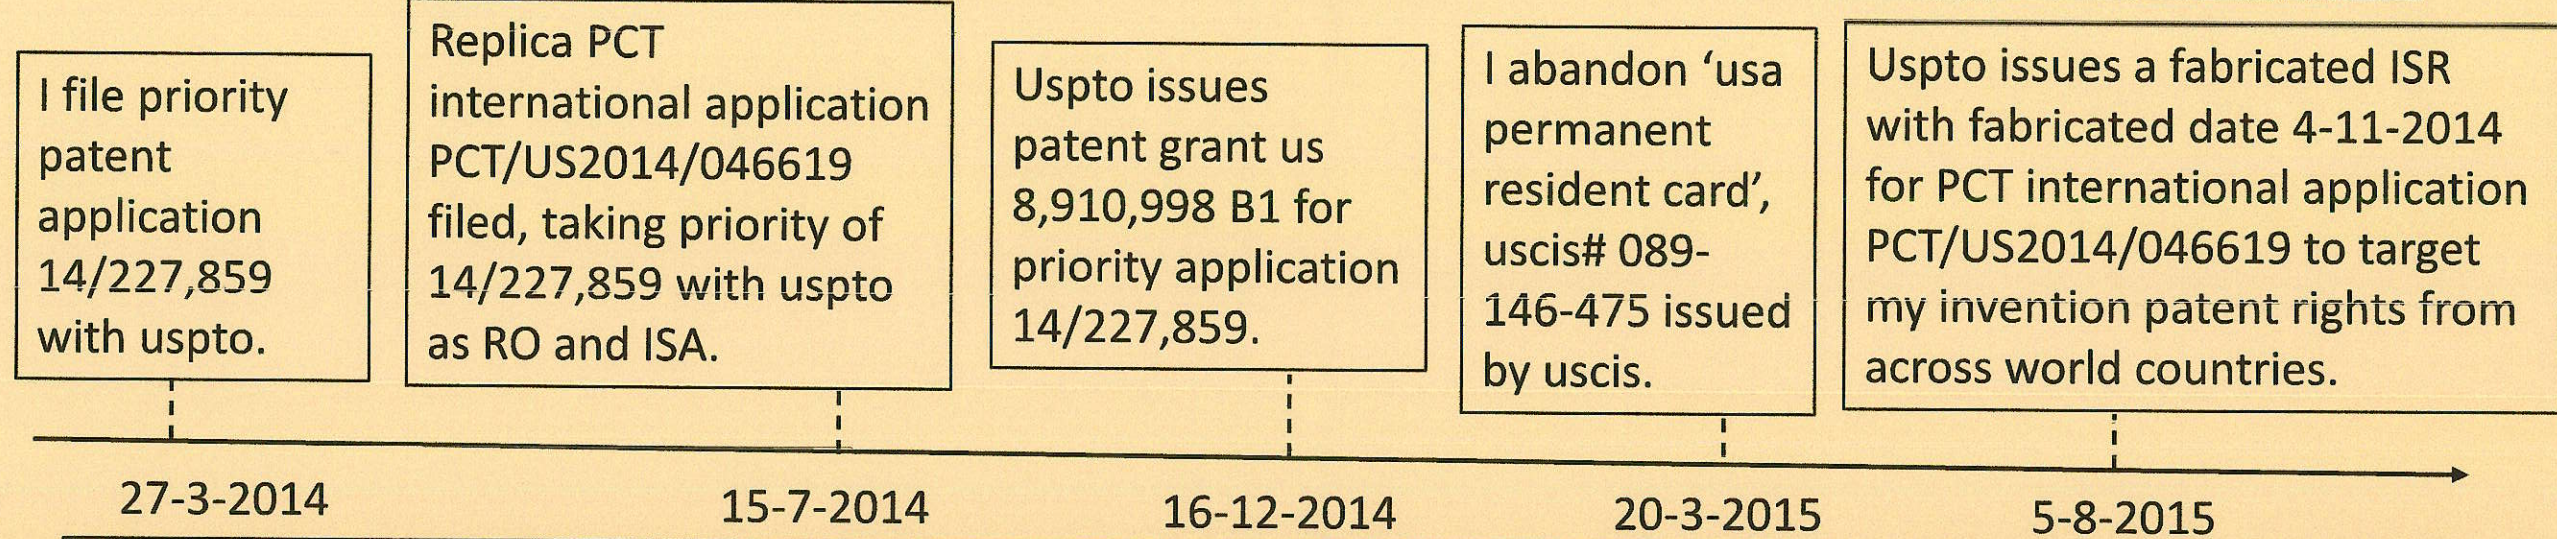 I file priority
patent
application
14/227,859
with uspto.
Replica PCT
international application
PCT/US2014/046619
filed, taking priority of
14/227,859 with uspto
as RO and ISA.
Uspto issues
patent grant us
8,910,998 B1 for
priority application
14/227,859.
I abandon ‘usa
permanent
resident card’,
uscis# 089-
146-475 issued
by uscis.
Uspto issues a fabricated ISR
with fabricated date 4-11-2014
for PCT international application
PCT/US2014/046619 to target
my invention patent rights from
across world countries.
27-3-2014
15-7-2014
16-12-2014
20-3-2015
5-8-2015